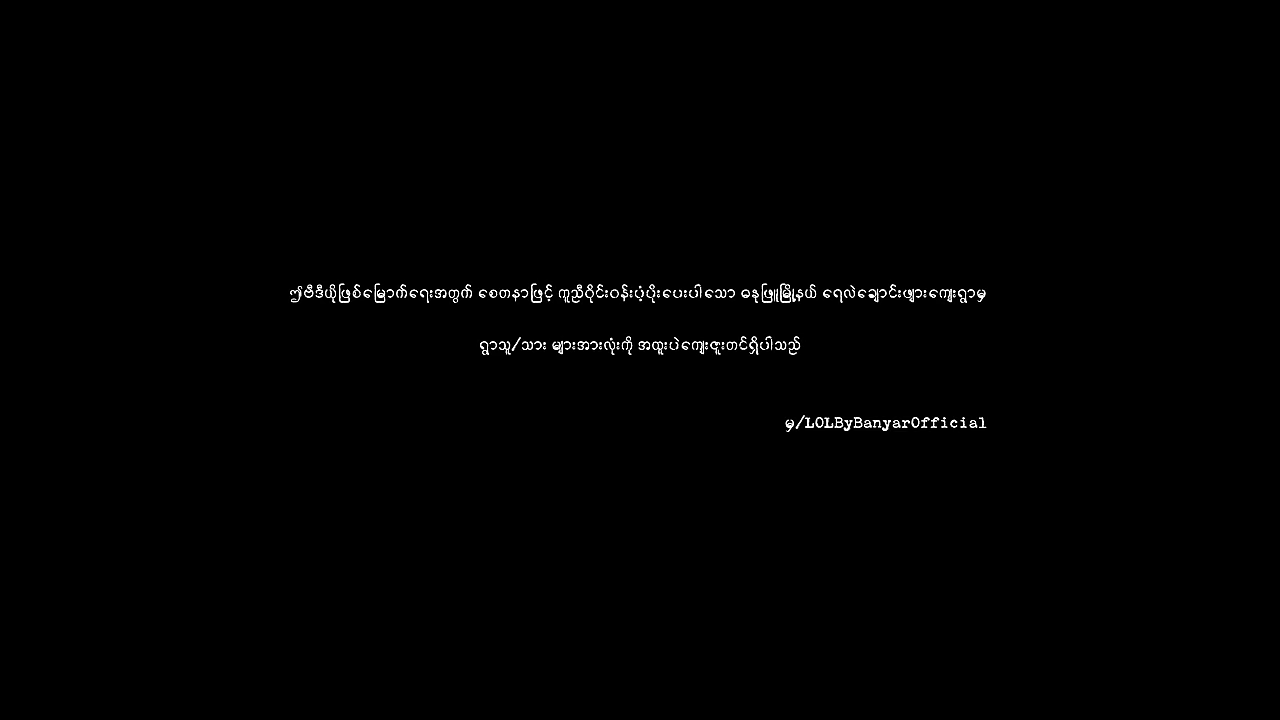 ဤဗီဒီယိုဖြစ်မြောက်ရေးအတွက် စေတနာဖြင့် ကူညီဝိုင်းဝန်းပံ့ပိုးပေးပါသော ဓနုဖြူမြို့နယ် ရေလဲချောင်းဖျားကျေးရွာမှ
ရွာသူ/သား များအားလုံးကို အထူးပဲကျေးဇူးတင်ရှိပါသည်
မှ/LOLByBanyarOfficial